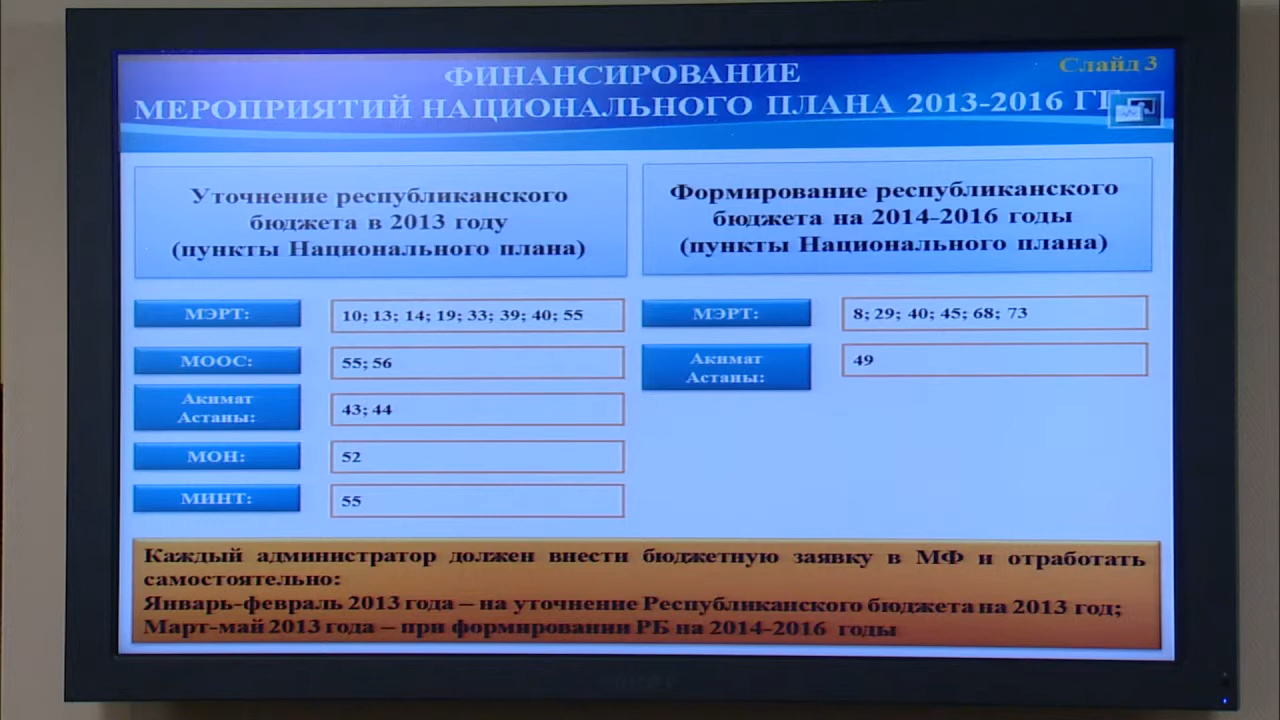 Слайд 3
ФИНАНСИРОВАНИЕ
МЕРОПРИЯТИЙ НАЦИОНАЛЬНОГО ПЛАНА 2013-2016 ГГ
Уточнение республиканского
бюджета в 2013 году
(пункты Национального плана)
Формирование республиканского
бюджета на 2014-2016 годы
(пункты Национального плана)
МЭРТ:
10; 13; 14; 19; 33; 39; 40; 55
МЭРТ:
8; 29; 40; 45; 68; 73
МООС:
55; 56
Акимат
Астаны:
49
Акимат
Астаны:
43; 44
МОН:
52
МИНТ:
55
Каждый администратор должен внести бюджетную заявку в МФ и отработать
самостоятельно:
Январь-февраль 2013 года – на уточнение Республиканского бюджета на 2013 год;
Март-май 2013 года – при формировании РБ на 2014-2016 годы